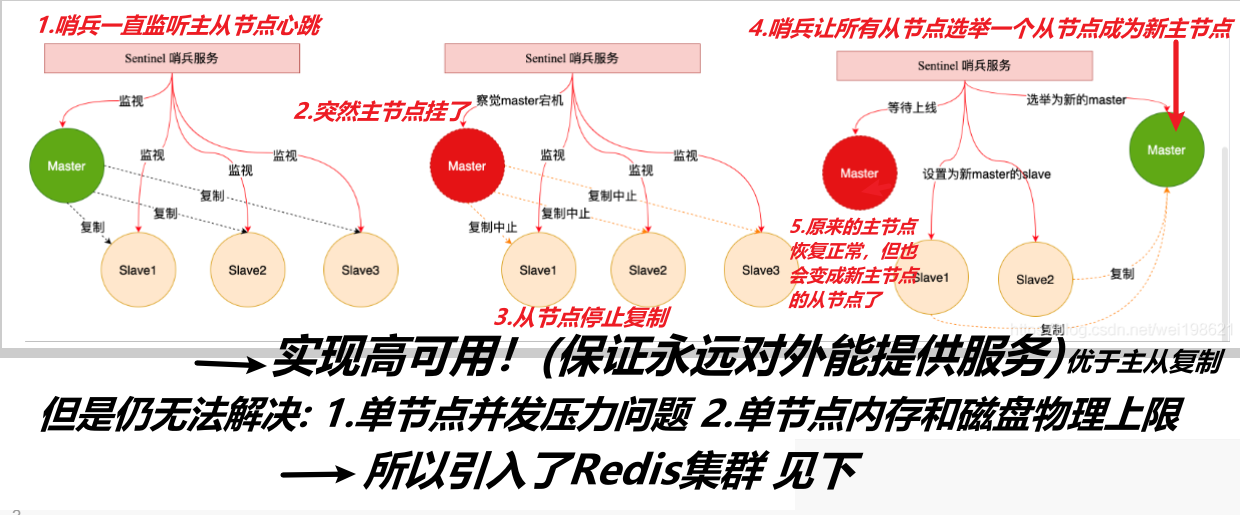 1.哨兵一直监听主从节点心跳
Sentinel 哨兵服务
监视
Master
监视
监视
监视
复制
复制
复制
Slave1
Slave2
Slave3
2.突然主节点挂了
Sentinel 哨兵服务
察觉master宕机
Master
监视
监视
监视
复制中止
复制中止
复制中止
Slave1
Slave2
Slave3
3.从节点停止复制
4.哨兵让所有从节点选举一个从节点成为新主节点
Sentinel 哨兵服务
等待上线
选举为新的master
Master
Master
设置为新master的slave
5.原来的主节点
恢复正常，但也
会变成新主节点
的从节点了
Slave1
Slave2
复制
复制
https://blog.csdn.net/wei198621
实现高可用！(保证永远对外能提供服务)优于主从复制
但是仍无法解决: 1.单节点并发压力问题 2.单节点内存和磁盘物理上限
所以引入了Redis集群 见下